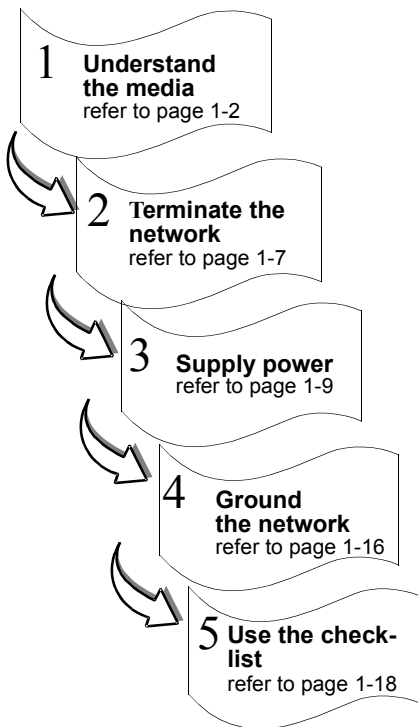 1
Understand
the media
refer to page 1-2
2
Terminate the
network
refer to page 1-7
3
Supply power
refer to page 1-9
4
Ground
the network
refer to page 1-16
5
Use the check-
list
refer to page 1-18